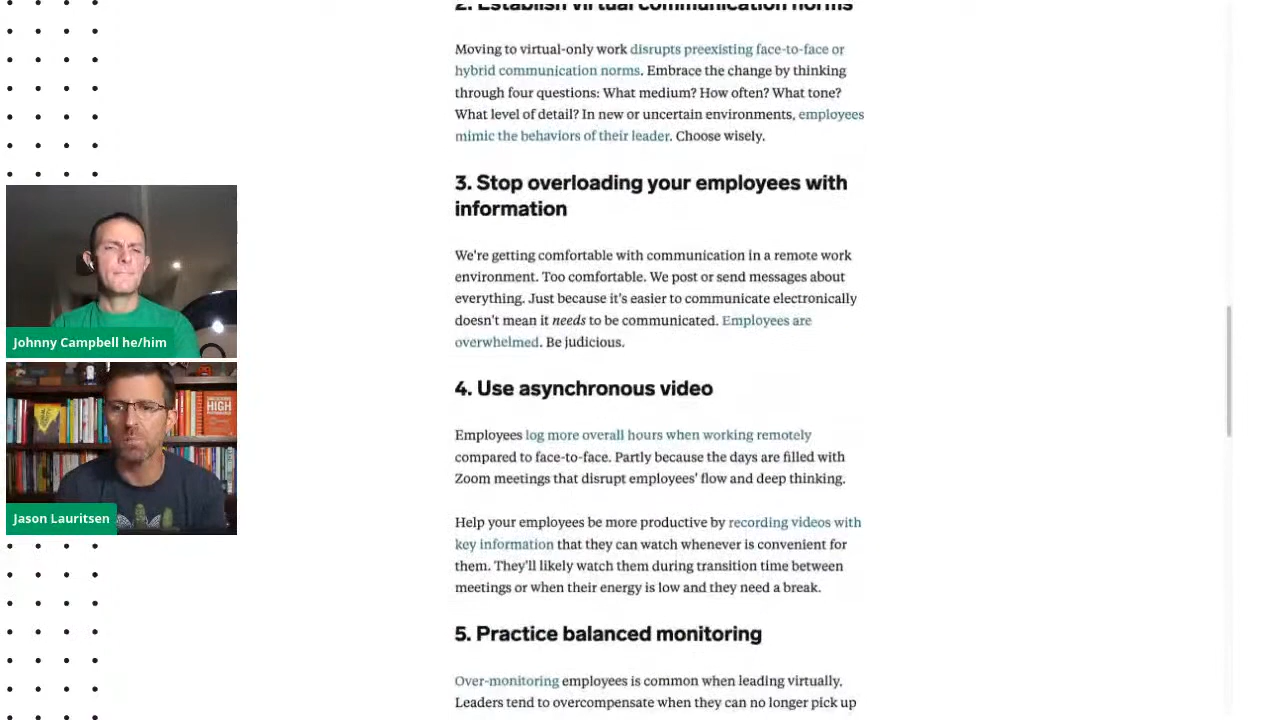 2. Establish virtual communication norms
Moving to virtual-only work disrupts preexisting face-to-face or
hybrid communication norms. Embrace the change by thinking
through four questions: What medium? How often? What tone?
What level of detail? In new or uncertain environments, employees
mimic the behaviors of their leader. Choose wisely.
3. Stop overloading your employees with
information
We're getting comfortable with communication in a remote work
environment. Too comfortable. We post or send messages about
everything. Just because it's easier to communicate electronically
doesn't mean it needs to be communicated. Employees are
overwhelmed. Be judicious.
4. Use asynchronous video
Employees log more overall hours when working remotely
compared to face-to-face. Partly because the days are filled with
Zoom meetings that disrupt employees' flow and deep thinking.
Help your employees be more productive by recording videos with
key information that they can watch whenever is convenient for
them. They'll likely watch them during transition time between
meetings or when their energy is low and they need a break.
5. Practice balanced monitoring
Over-monitoring employees is common when leading virtually.
Leaders tend to overcompensate when they can no longer pick up
Johnny Campbell he/him
HIGH
Jason Lauritsen